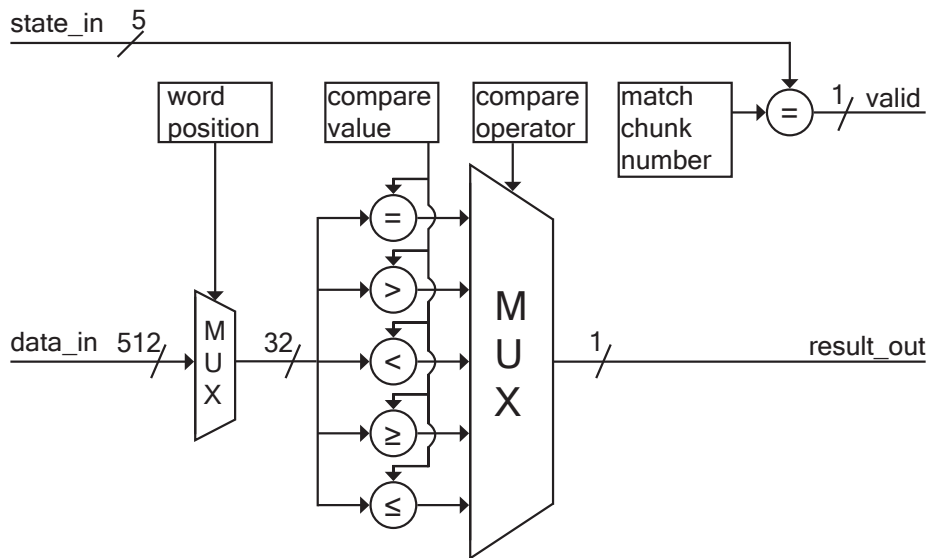 state_in
5
word
position
compare
value
compare
operator
match
chunk
number
=
1
valid
=
>
<
≥
≤
data_in
512
M
U
X
32
M
U
X
1
result_out